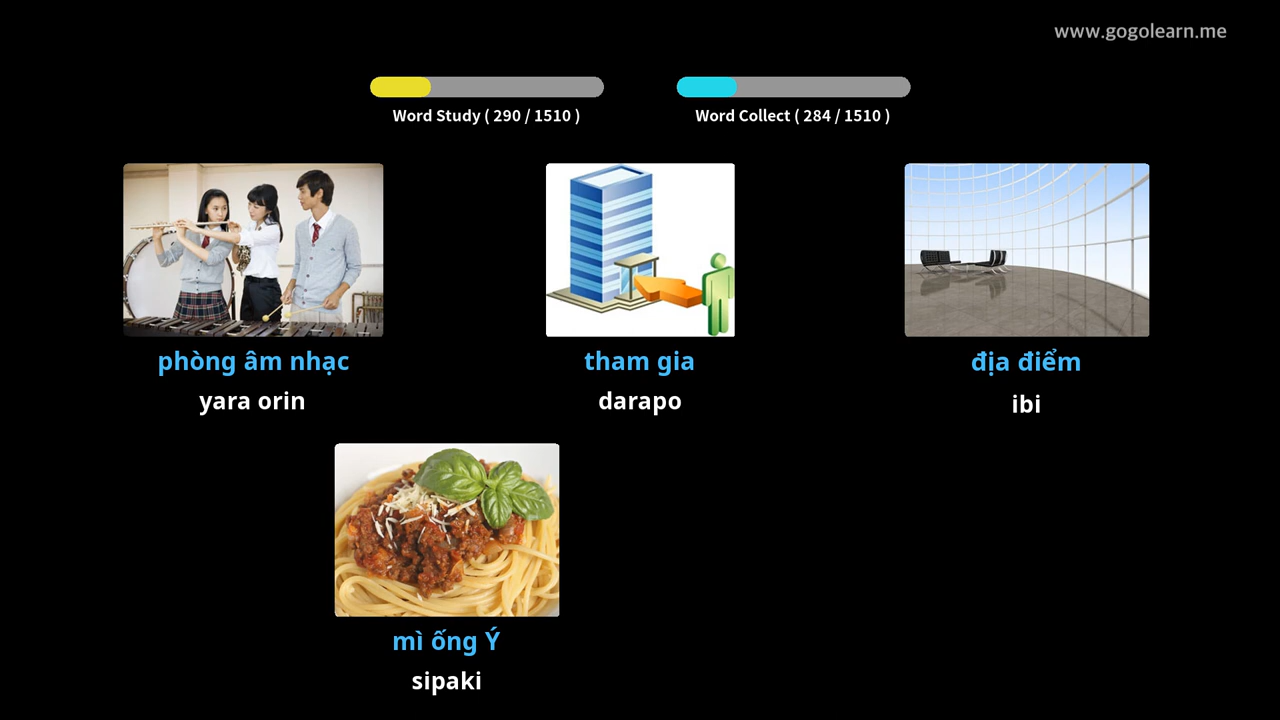 www.gogolearn.me
Word Study ( 290 / 1510 )
Word Collect ( 284 / 1510 )
phòng âm nhạc
yara orin
tham gia
darapo
địa điểm
ibi
mì ống Ý
sipaki